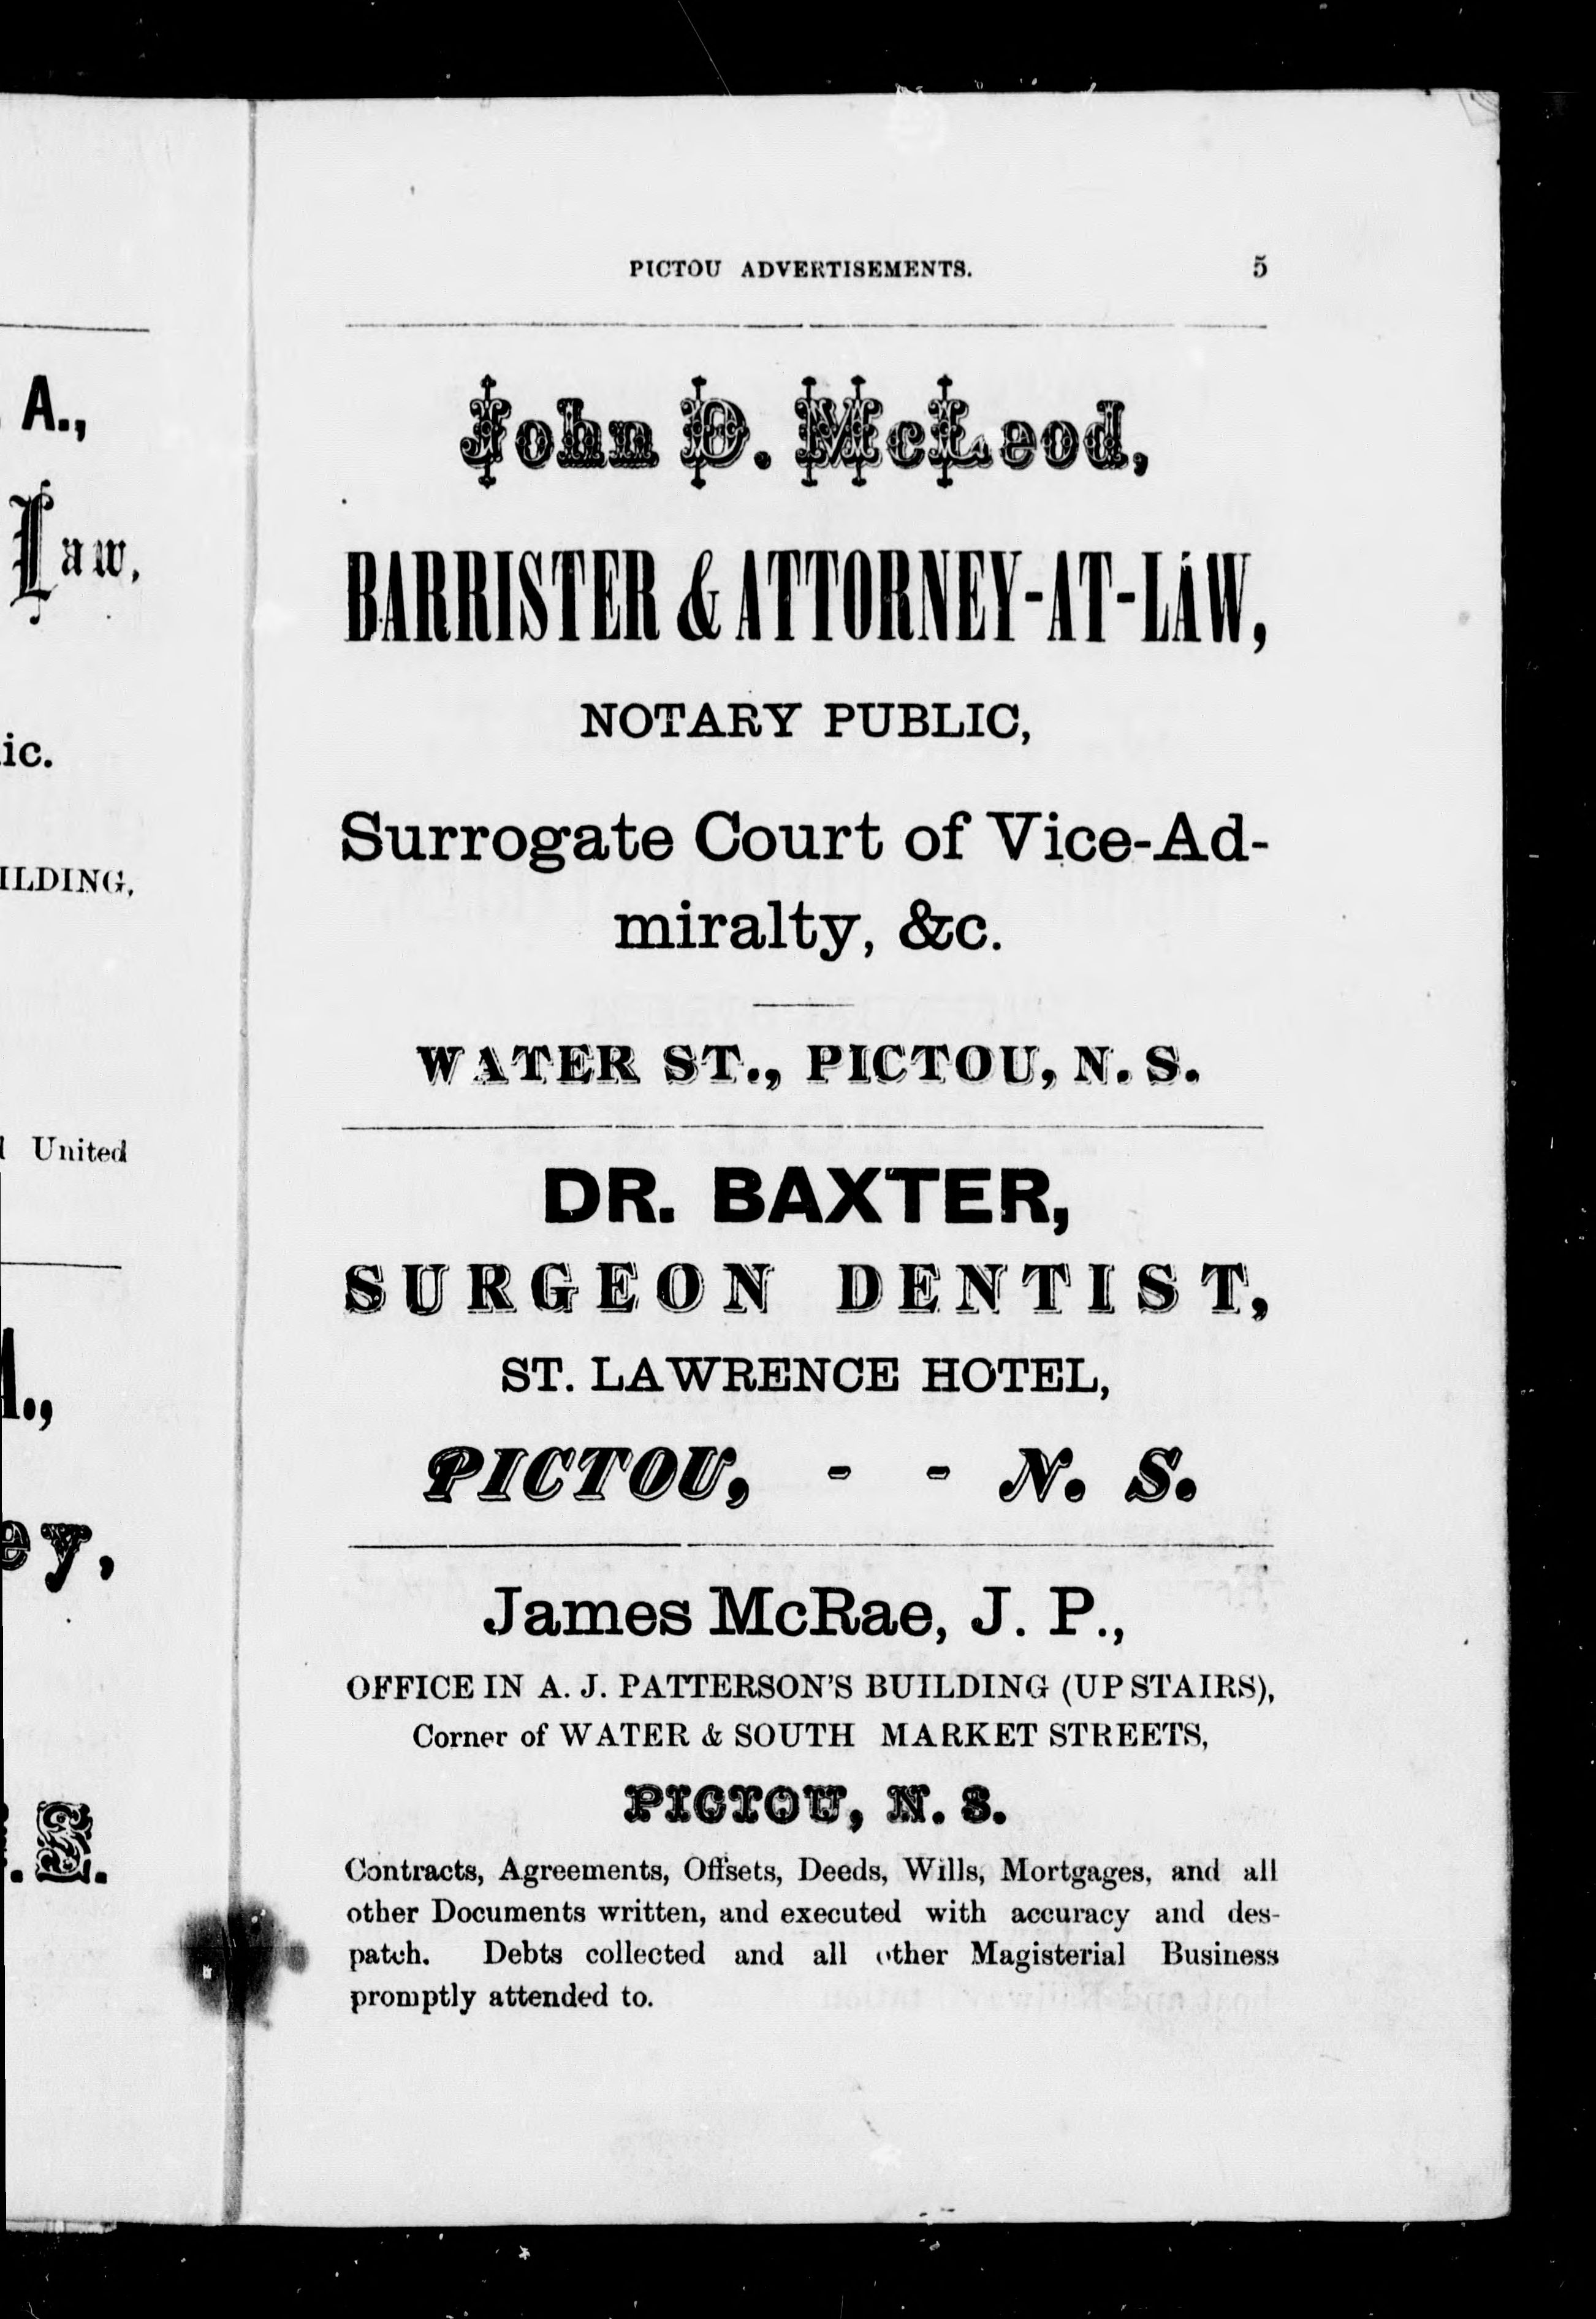 A.,
Law,
ic.
ILDING,
United
ey,
PICTOU ADVERTISEMENTS. 5
John D. McLeod,
BARRISTER & ATTORNEY-AT-LAW,
NOTARY PUBLIC,
Surrogate Court of Vice-Ad-
miralty, &c.
WATER ST., PICTOU, N. S.
DR. BAXTER,
SURGEON DENTIST,
ST. LAWRENCE HOTEL,
PICTOU, - - N. S.
James McRae, J. P.,
OFFICE IN A. J. PATTERSON'S BUILDING (UP STAIRS),
Corner of WATER & SOUTH MARKET STREETS,
PICTOU, N. S.
Contracts, Agreements, Offsets, Deeds, Wills, Mortgages, and all
other Documents written, and executed with accuracy and des-
patch. Debts collected and all other Magisterial Business
promptly attended to.